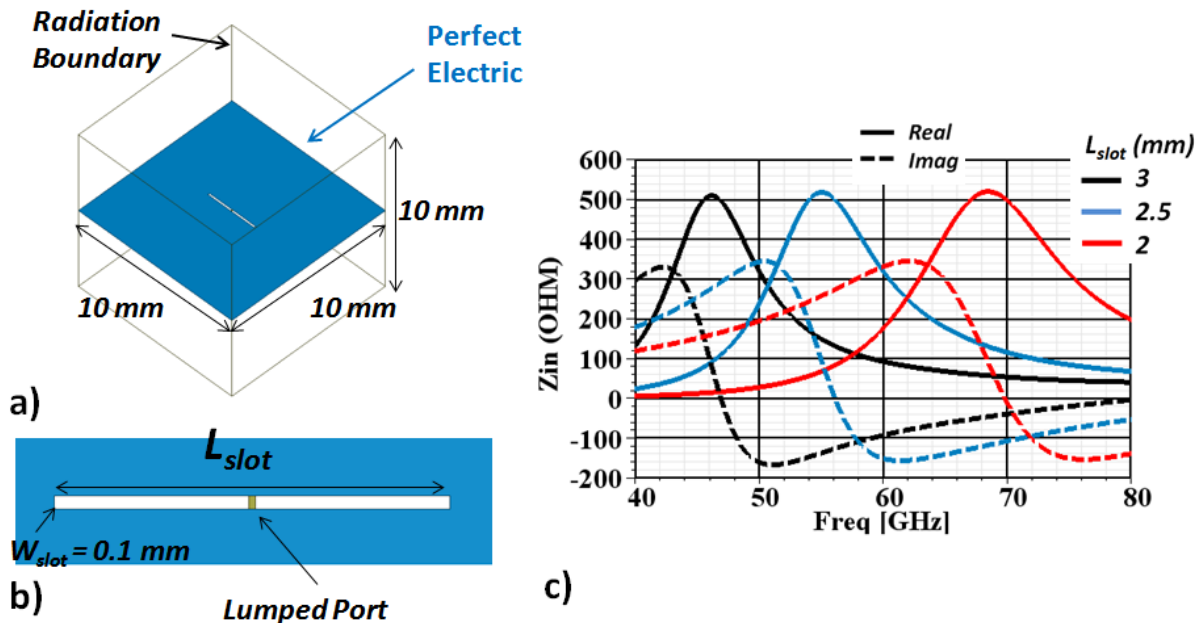 Radiation
Boundary
Perfect
Electric
10 mm
10 mm
10 mm
a)
L_slot
W_slot = 0.1 mm
Lumped Port
b)
Real
Imag
L_slot (mm)
3
2.5
2
600
500
400
300
200
100
0
-100
-200
Zin (OHM)
40 50 60 70 80
Freq [GHz]
c)